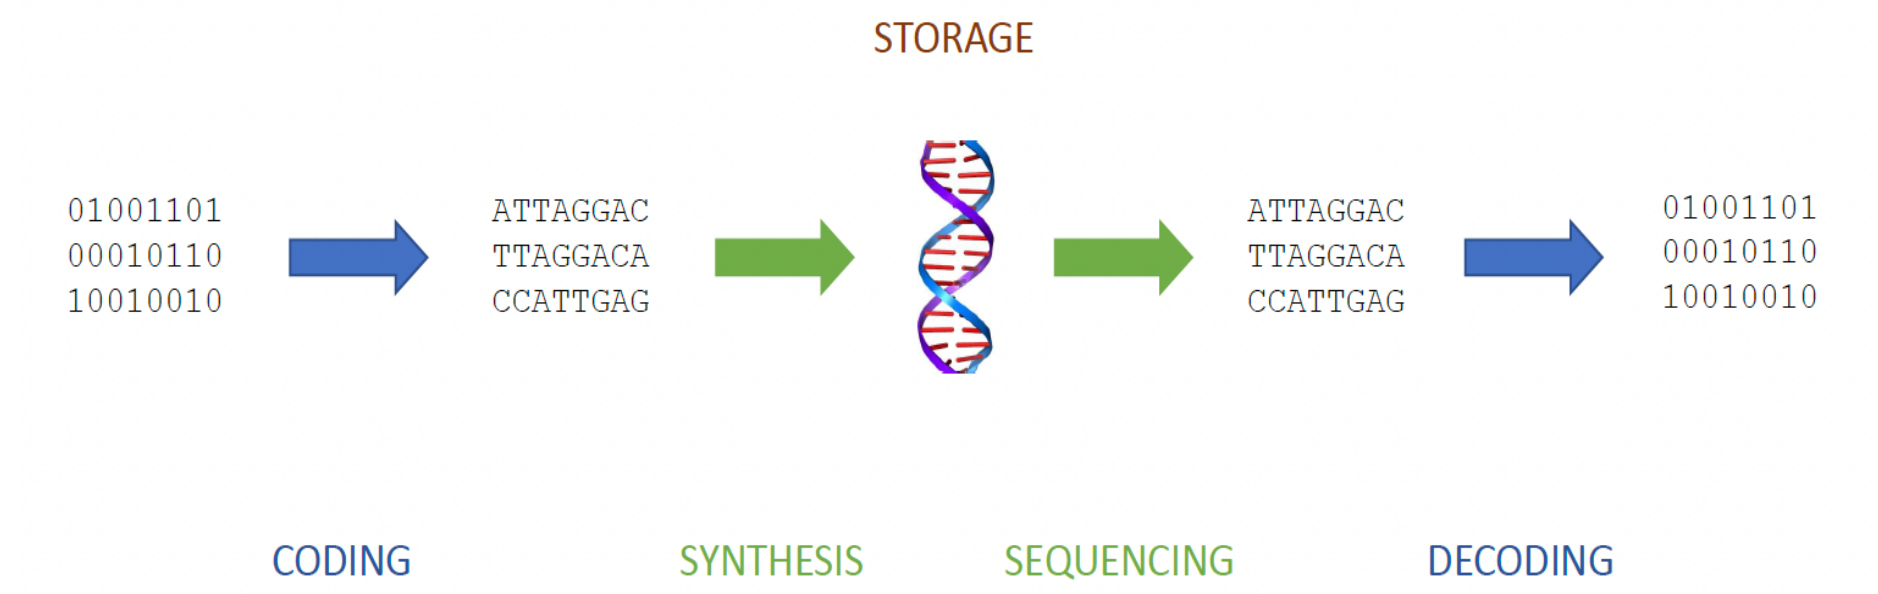 STORAGE
01001101
00010110
10010010
ATTAGGAC
TTAGGACA
CCATTGAG
ATTAGGAC
TTAGGACA
CCATTGAG
01001101
00010110
10010010
CODING
SYNTHESIS
SEQUENCING
DECODING